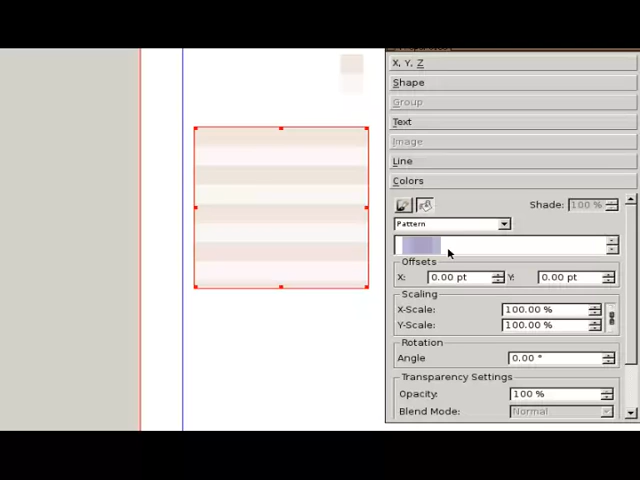 X, Y, Z
Shape
Group
Text
Image
Line
Colors
Shade: 100 %
Pattern
Offsets
X: 0.00 pt Y: 0.00 pt
Scaling
X-Scale: 100.00 %
Y-Scale: 100.00 %
Rotation
Angle 0.00 °
Transparency Settings
Opacity: 100 %
Blend Mode: Normal